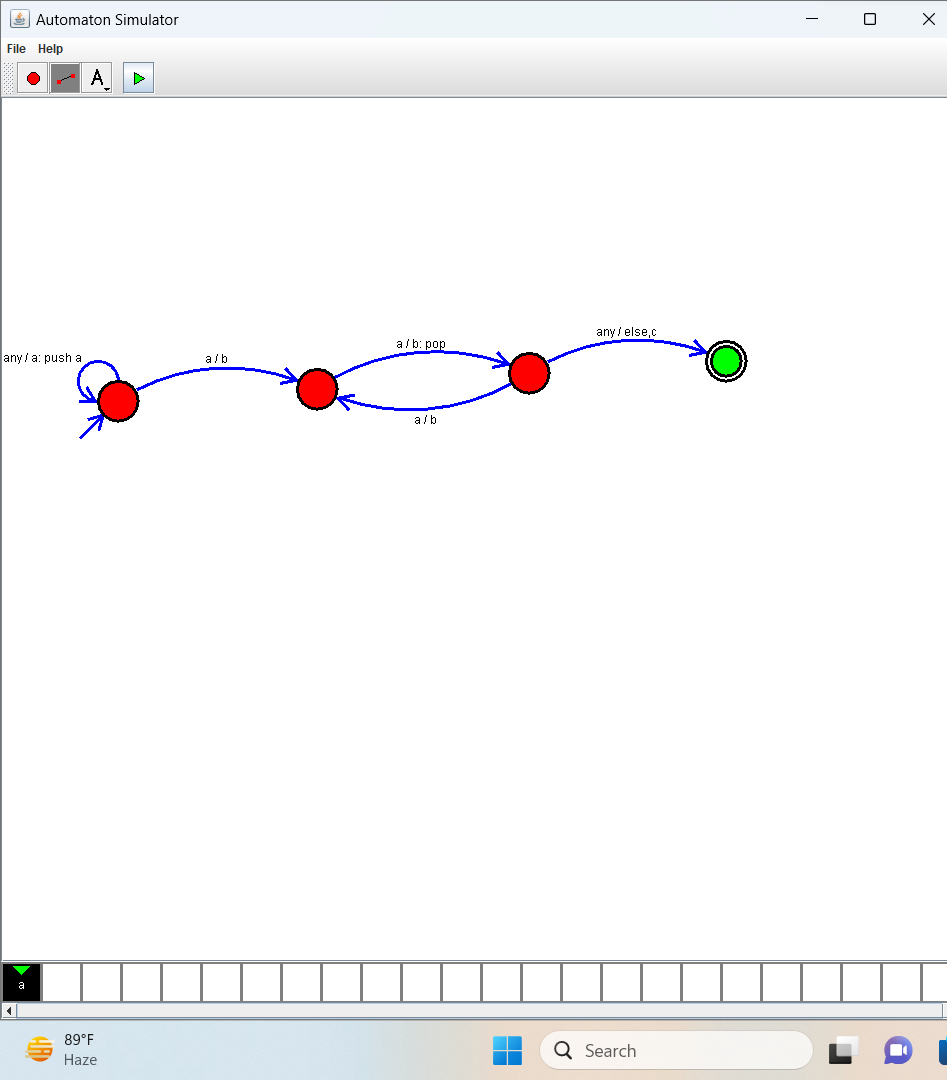 Automaton Simulator
File Help
A
any / else,c
a / b: pop
any / a: push a
a / b
a / b
a
89°F
Haze
Search